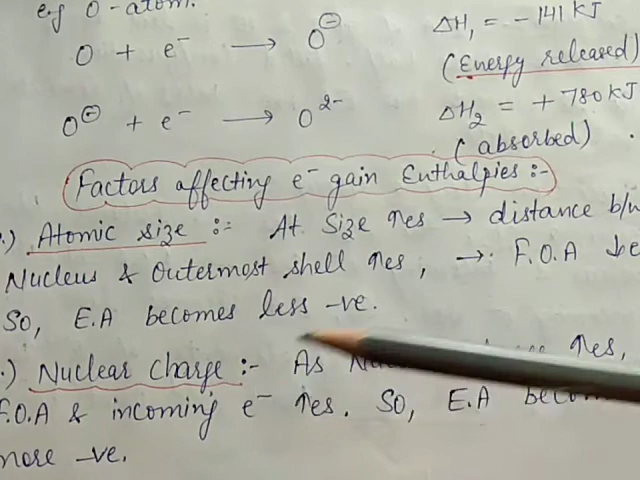 e.g O-atom.
O + e⁻ → O⊖ ΔH₁ = -141 KJ
(Energy released)
O⊖ + e⁻ → O²⁻ ΔH₂ = +780 KJ
(absorbed)
Factors affecting e⁻ gain Enthalpies :-
.) Atomic size :- At. Size ↑es → distance b/w
Nucleus & Outermost shell ↑es, → F.O.A
So, E.A becomes less -ve.
.) Nuclear Charge :- As ↑es,
F.O.A & incoming e⁻ ↑es. So, E.A
more -ve.